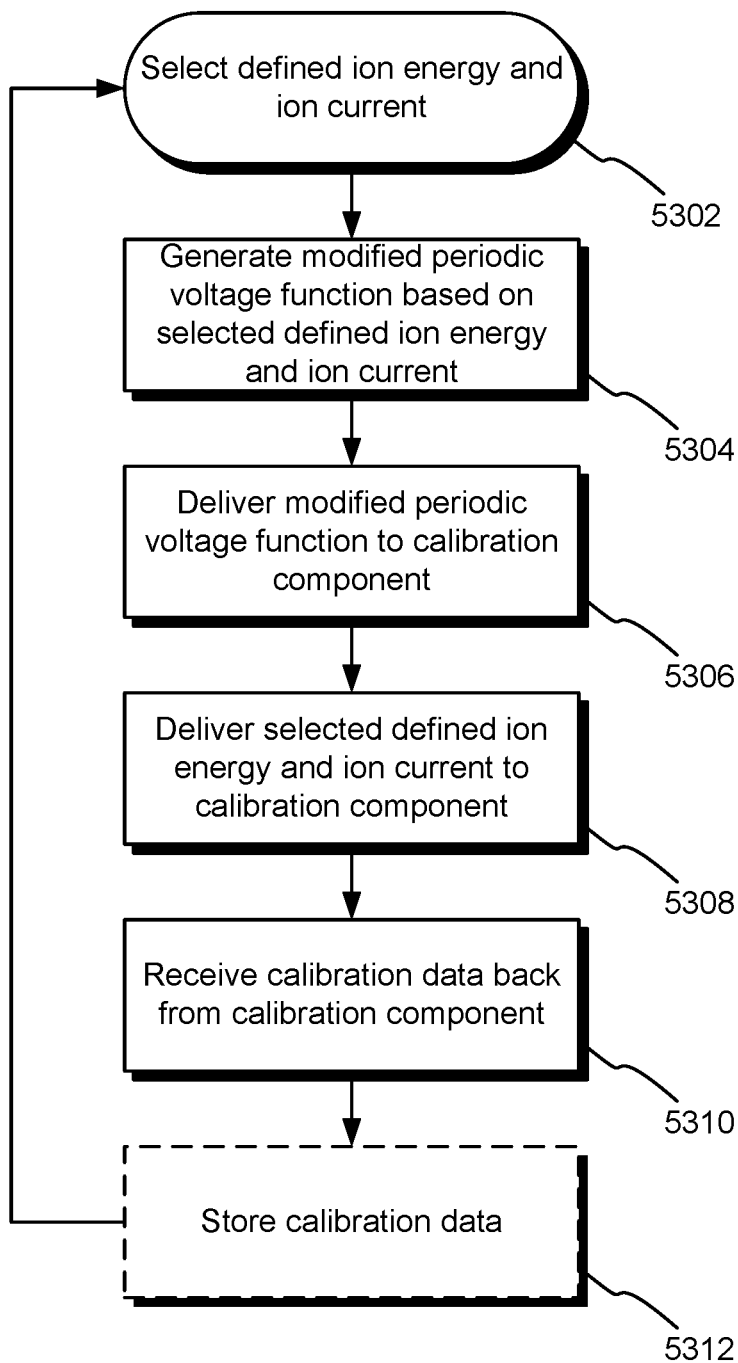 Select defined ion energy and
ion current
5302
Generate modified periodic
voltage function based on
selected defined ion energy
and ion current
5304
Deliver modified periodic
voltage function to calibration
component
5306
Deliver selected defined ion
energy and ion current to
calibration component
5308
Receive calibration data back
from calibration component
5310
Store calibration data
5312